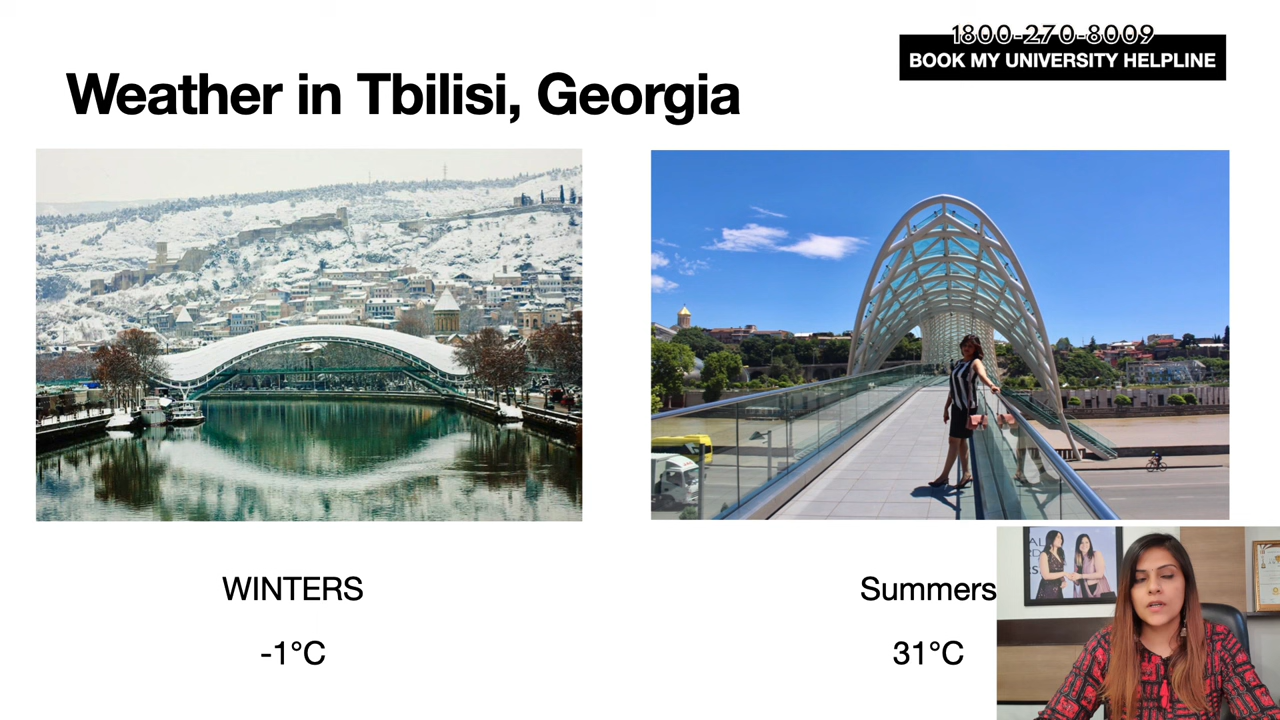 1800-270-8009
BOOK MY UNIVERSITY HELPLINE
Weather in Tbilisi, Georgia
WINTERS
Summers
-1°C
31°C